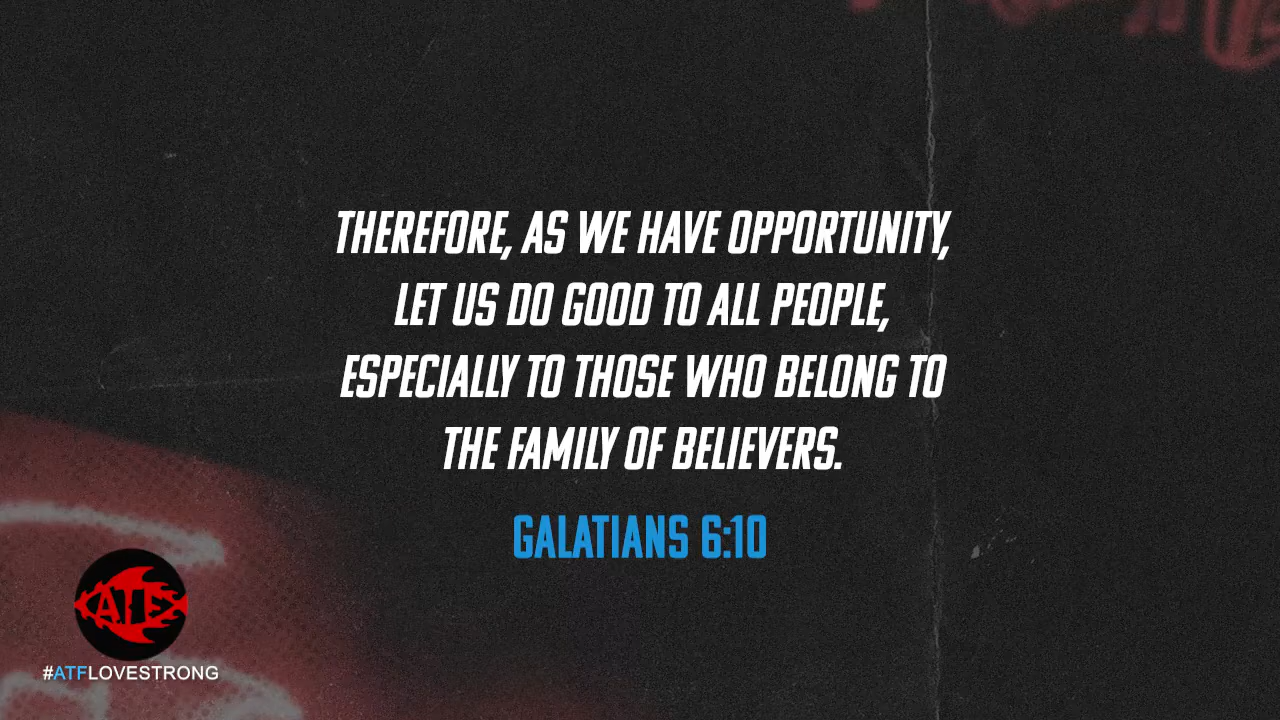 THEREFORE, AS WE HAVE OPPORTUNITY,
LET US DO GOOD TO ALL PEOPLE,
ESPECIALLY TO THOSE WHO BELONG TO
THE FAMILY OF BELIEVERS.
GALATIANS 6:10
ATF
#ATFLOVESTRONG